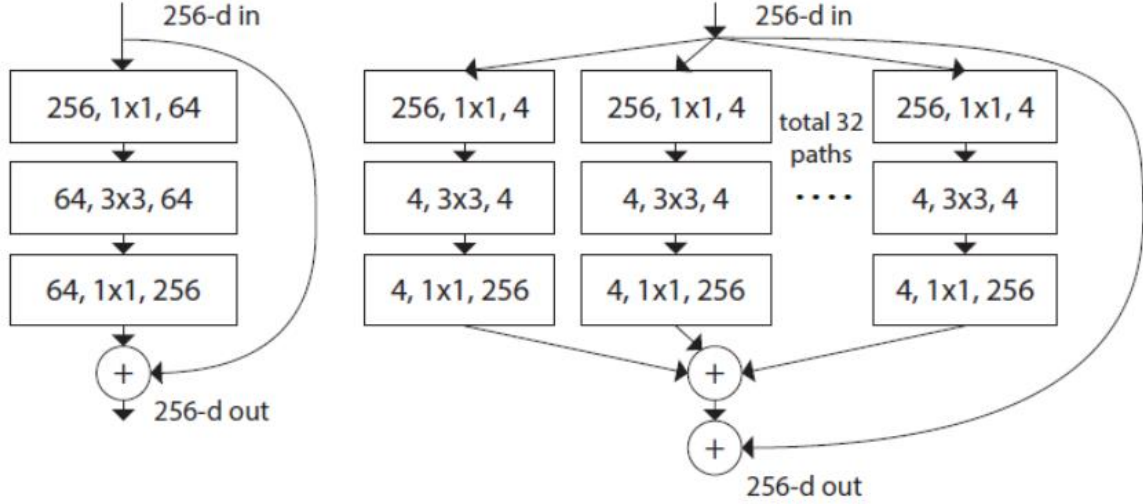 256-d in
256, 1x1, 64
64, 3x3, 64
64, 1x1, 256
+
256-d out
256-d in
256, 1x1, 4
4, 3x3, 4
4, 1x1, 256
256, 1x1, 4
4, 3x3, 4
4, 1x1, 256
total 32
paths
....
256, 1x1, 4
4, 3x3, 4
4, 1x1, 256
+
+
256-d out